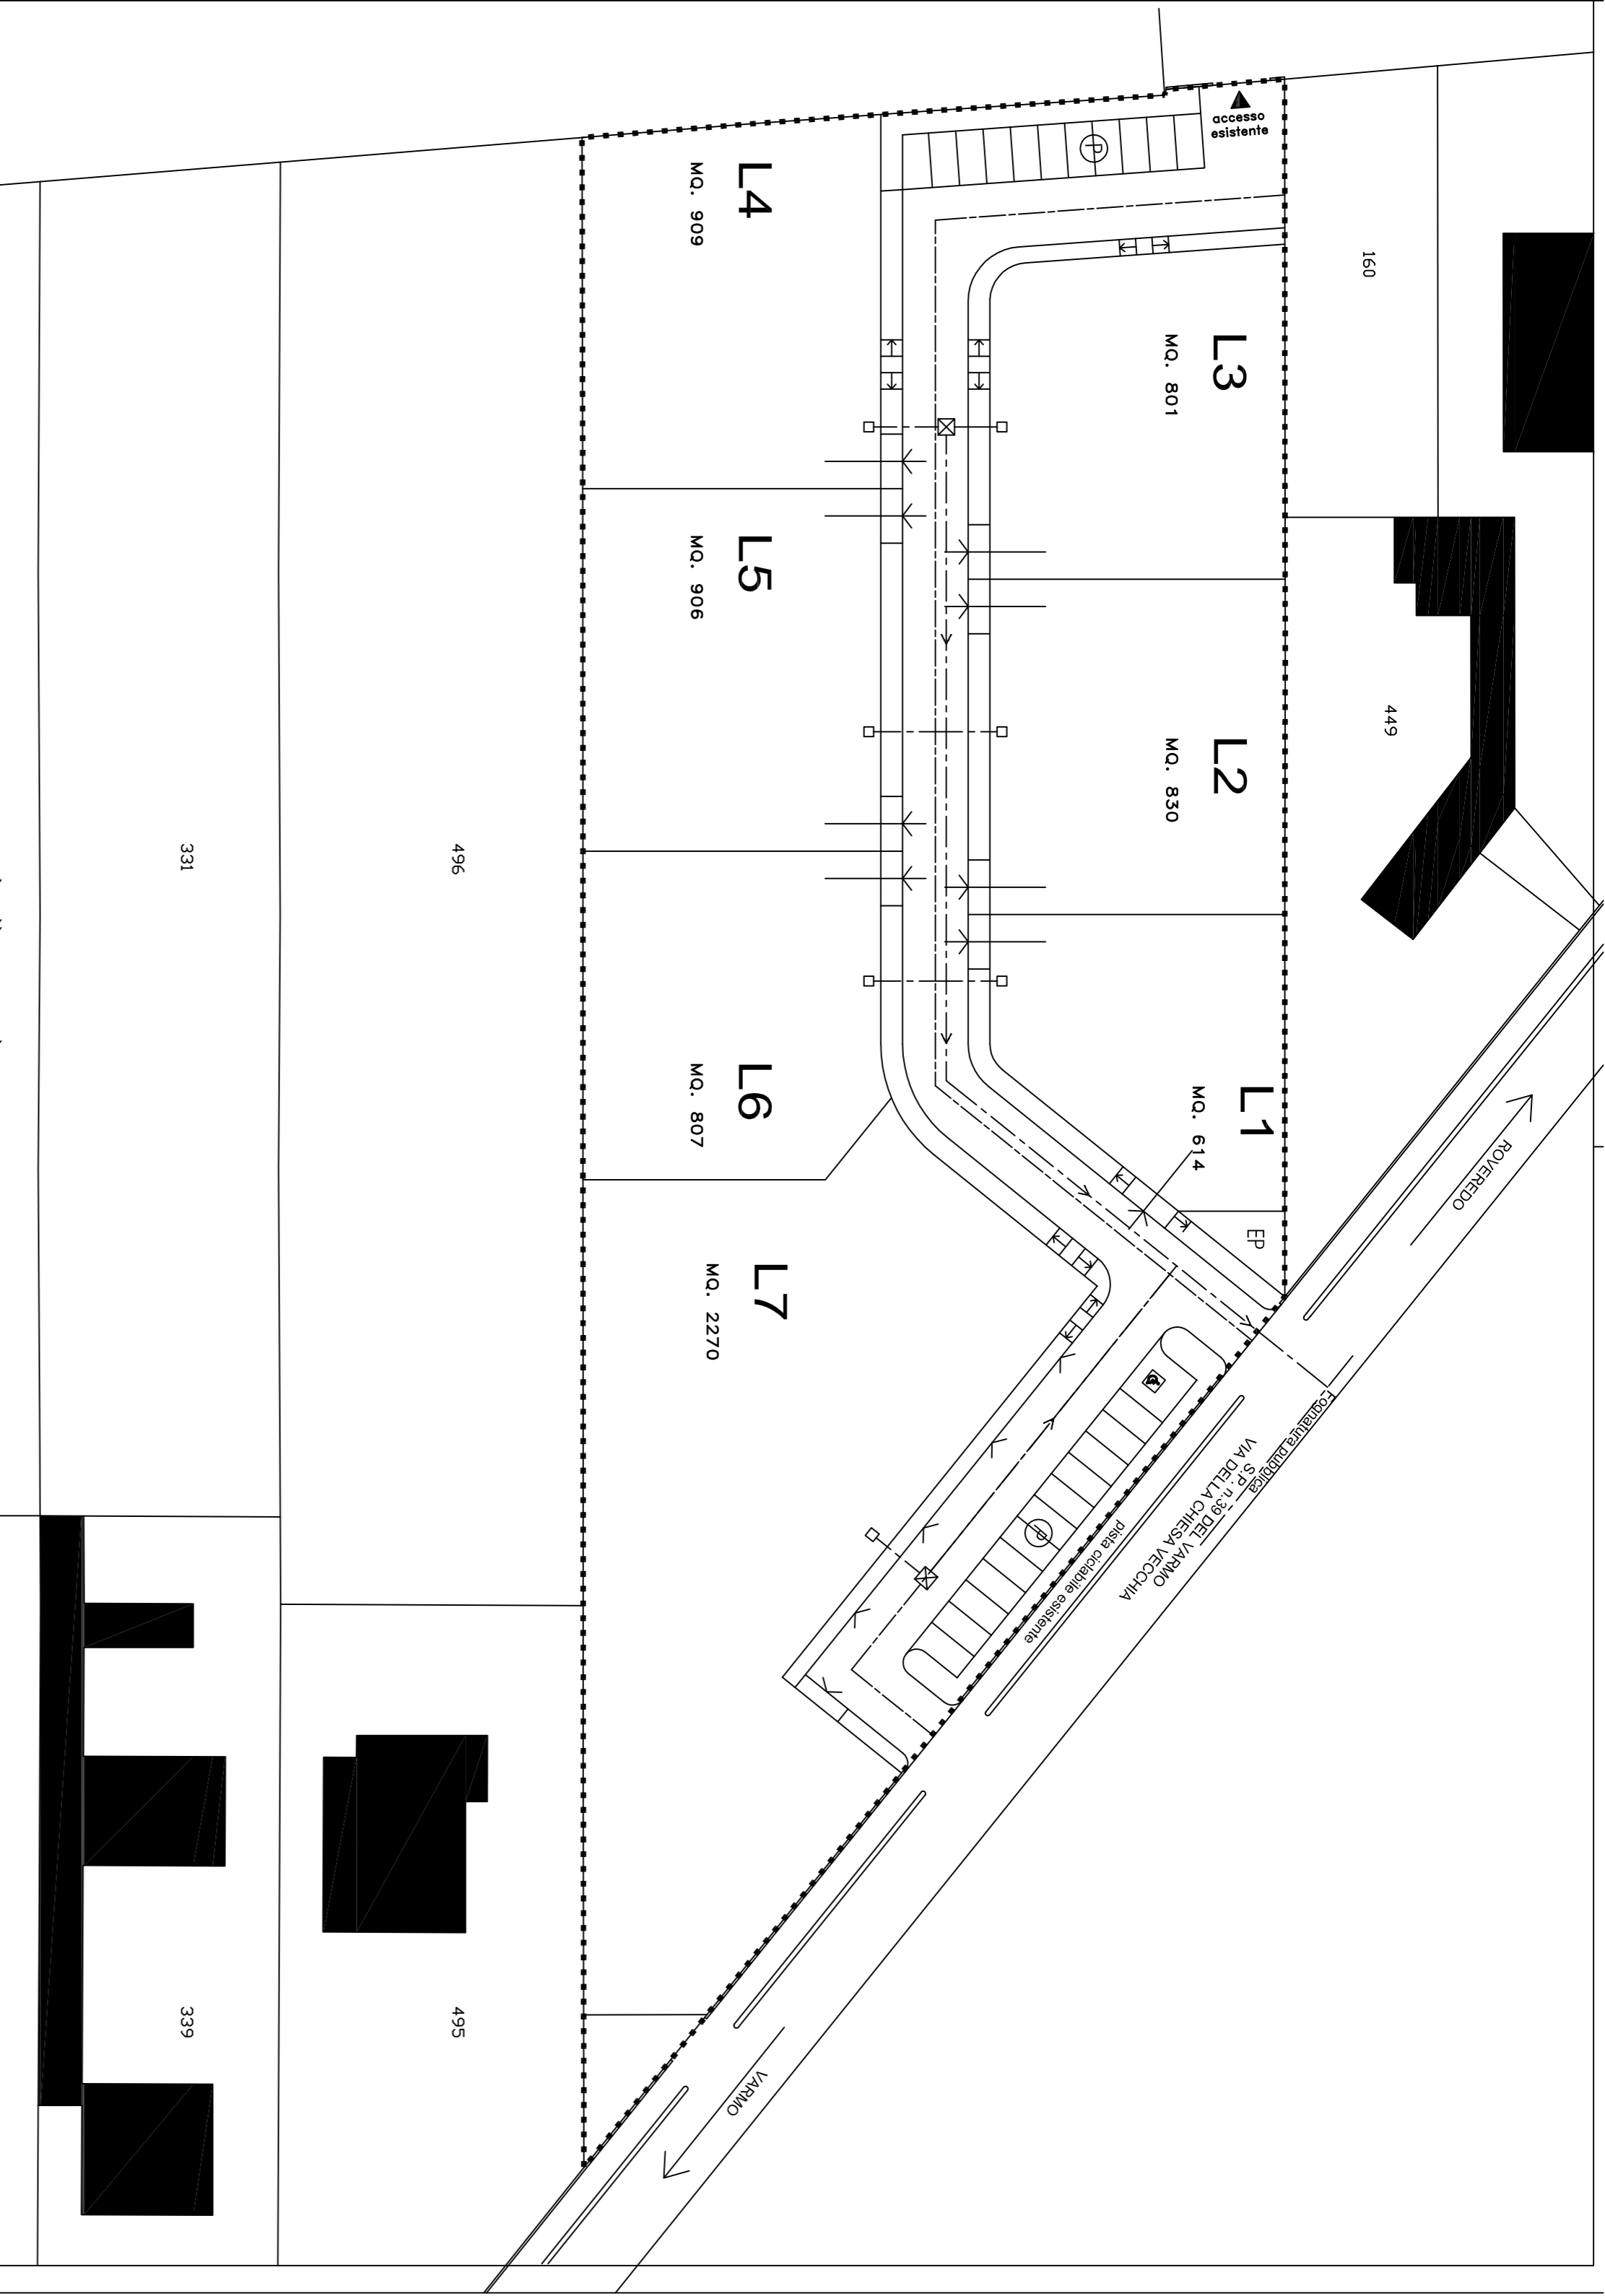 accesso
esistente
P
160
L3
MQ. 801
L4
MQ. 909
L2
MQ. 830
449
L5
MQ. 906
331
496
L1
MQ. 614
EP
L6
MQ. 807
L7
MQ. 2270
ROVEREDO
Fognatura pubblica
S.P. n.39 DEL VARMO
VIA DELLA CHIESA VECCHIA
pista ciclabile esistente
P
VARMO
339
495